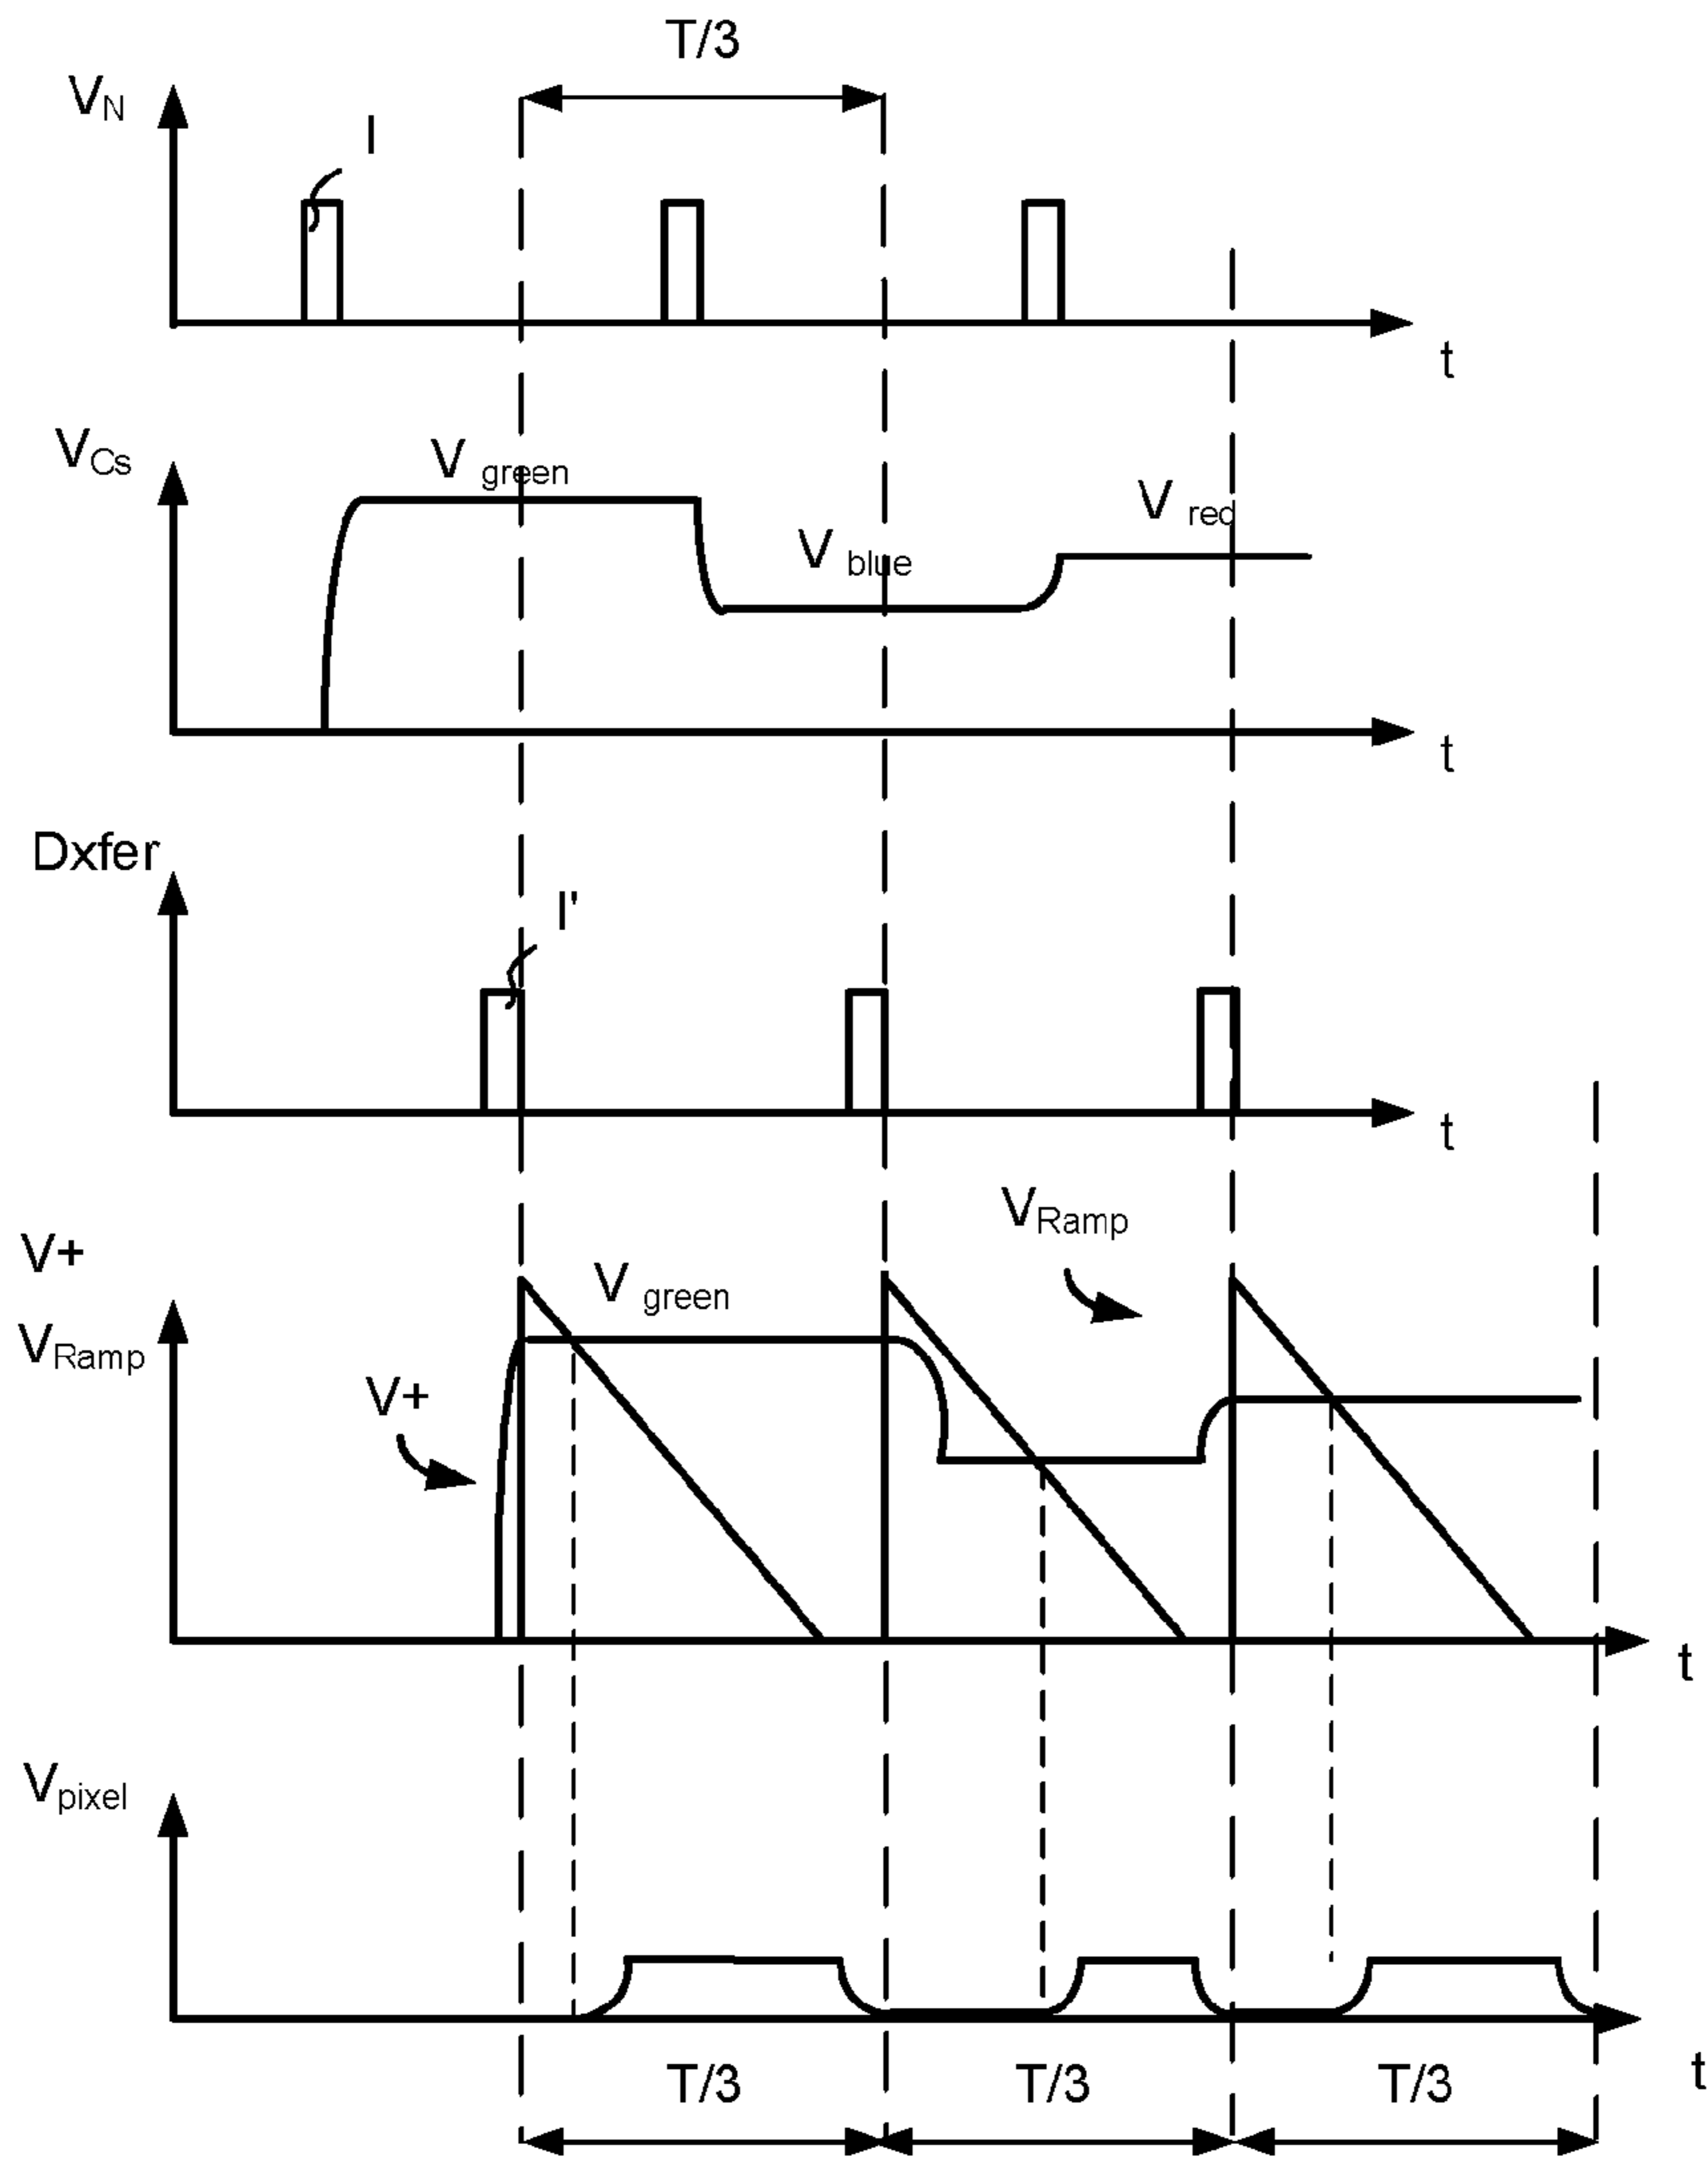 T/3
VN
I
t
VCs
V green
V blue
V red
t
Dxfer
I'
t
V+
VRamp
V green
VRamp
V+
t
Vpixel
t
T/3
T/3
T/3